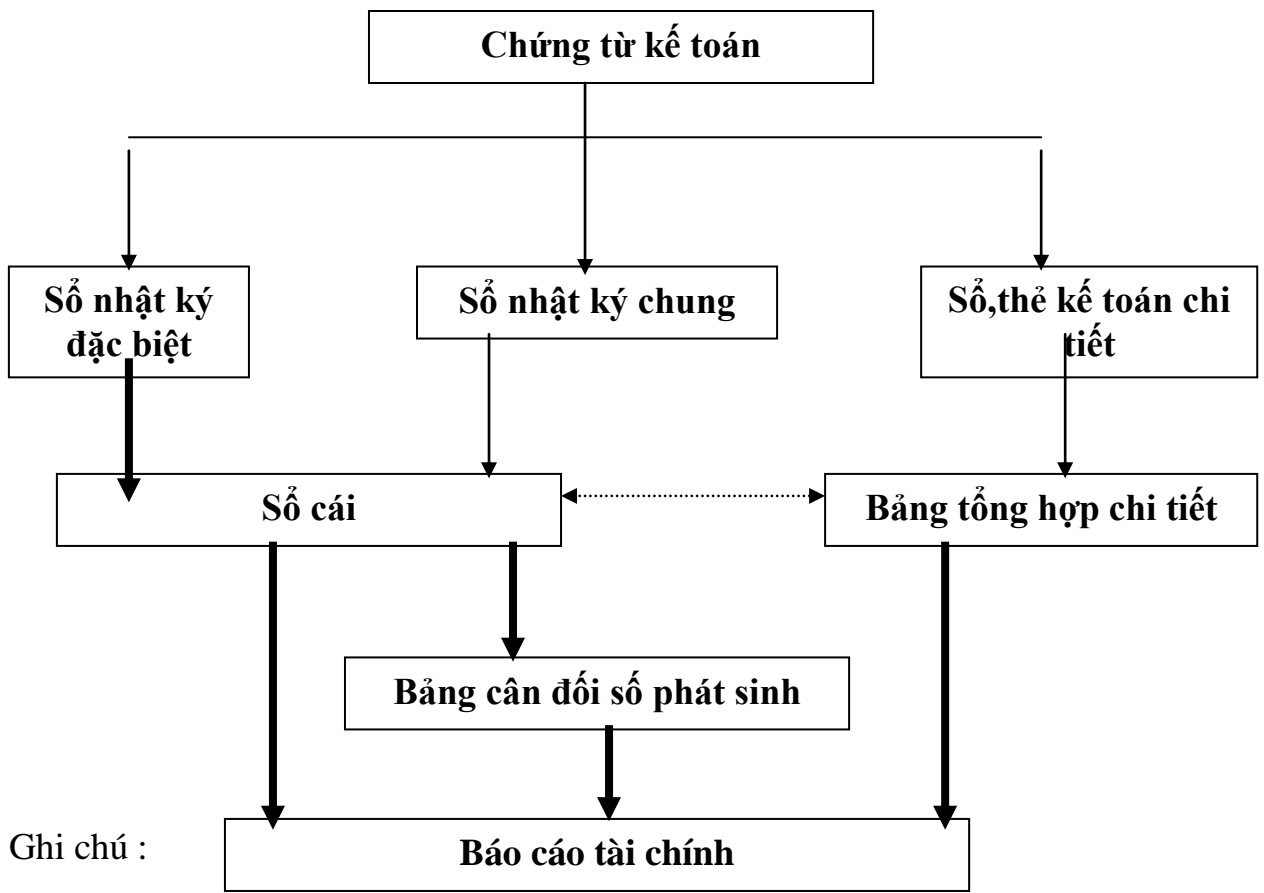 Chứng từ kế toán
Sổ nhật ký
đặc biệt
Sổ nhật ký chung
Sổ,thẻ kế toán chi
tiết
Sổ cái
Bảng tổng hợp chi tiết
Bảng cân đối số phát sinh
Ghi chú :
Báo cáo tài chính